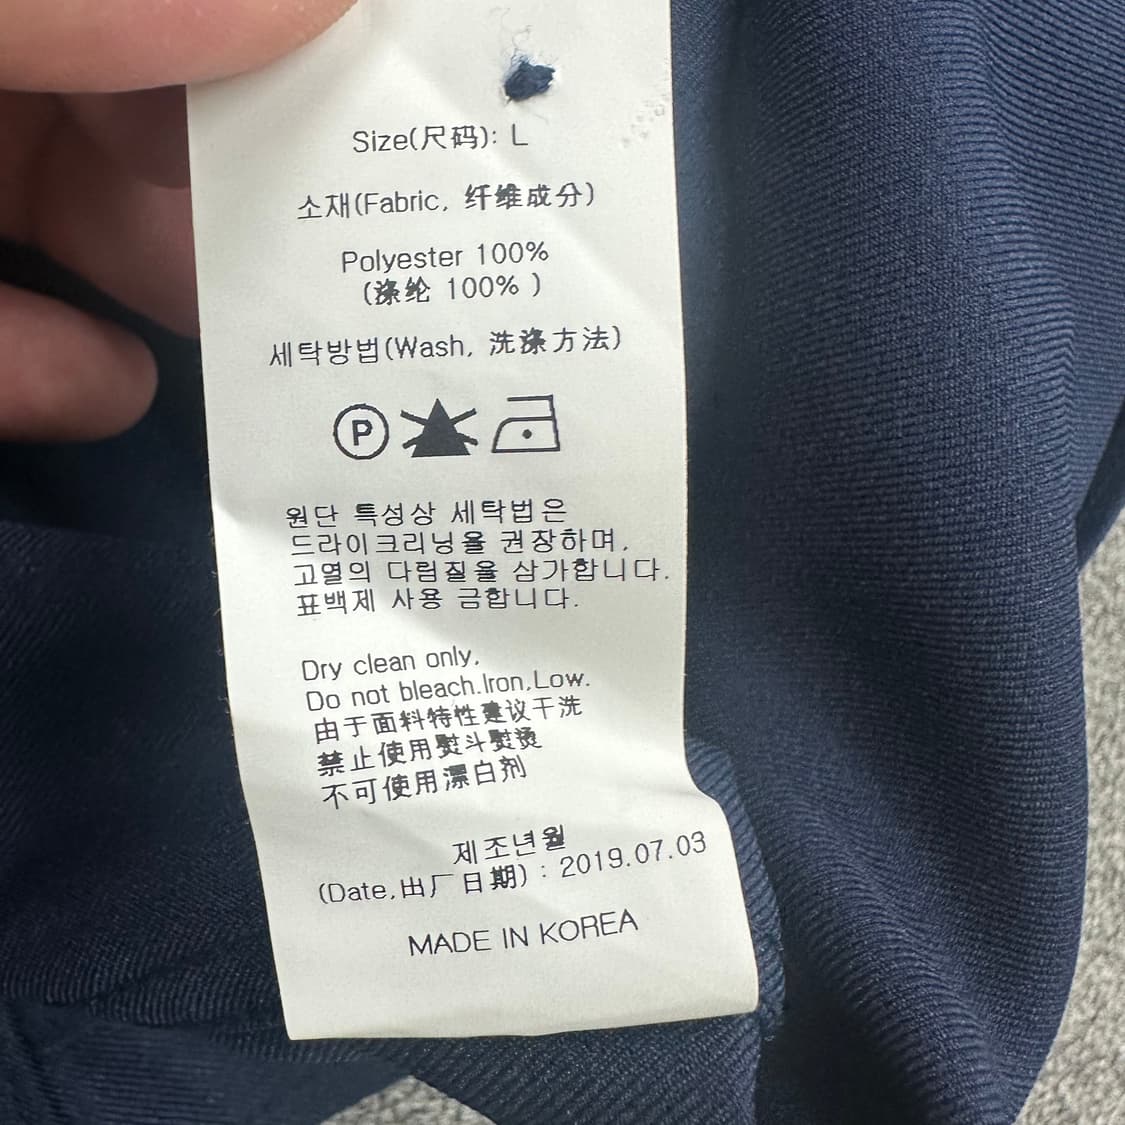 Size(尺码): L
소재(Fabric, 纤维成分)
Polyester 100%
(涤纶 100% )
세탁방법(Wash, 洗涤方法)
P
원단 특성상 세탁법은
드라이크리닝을 권장하며,
고열의 다림질을 삼가합니다.
표백제 사용 금합니다.
Dry clean only,
Do not bleach.Iron,Low.
由于面料特性建议干洗
禁止使用熨斗熨烫
不可使用漂白剂
제조년월
(Date,出厂日期) : 2019.07.03
MADE IN KOREA